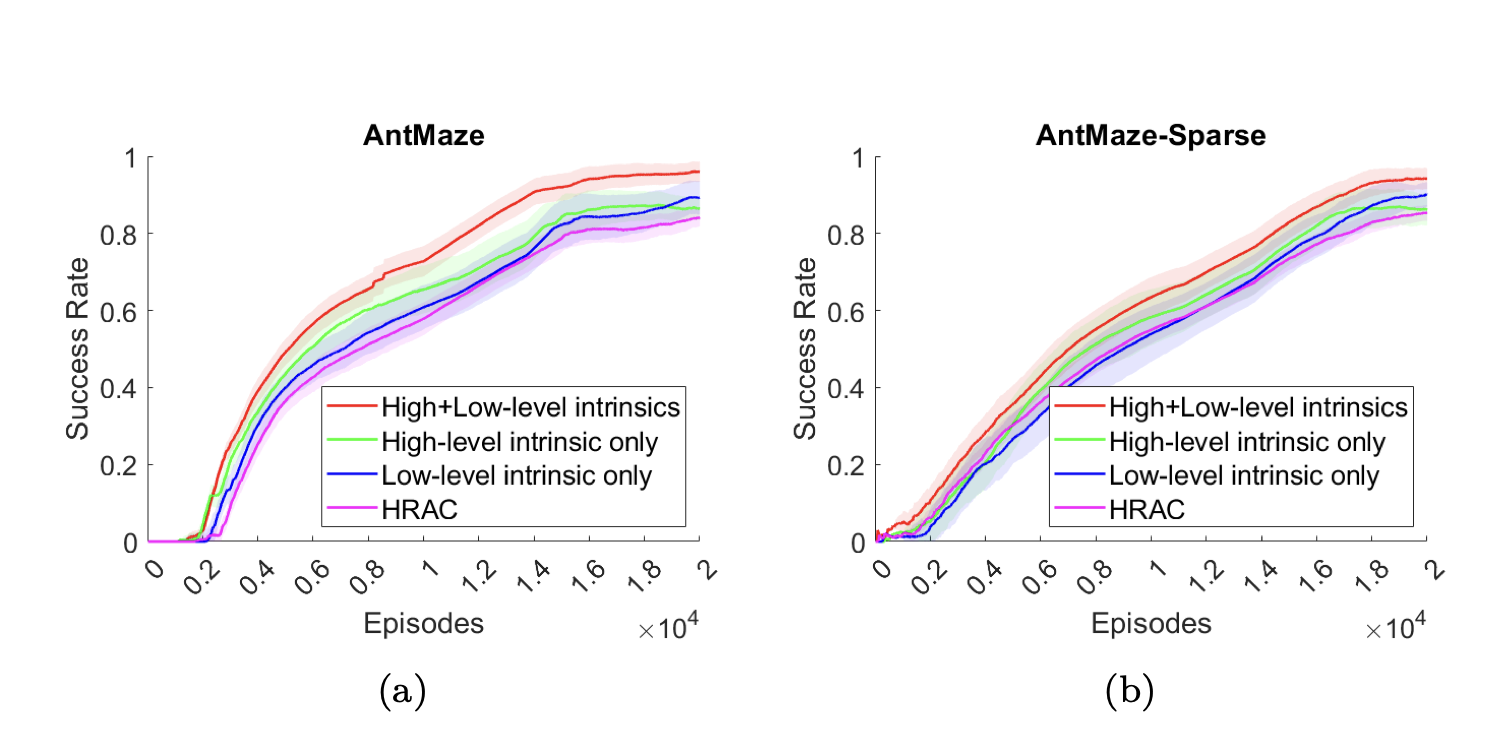 AntMaze
1
0.8
0.6
0.4
0.2
0
Success Rate
High+Low-level intrinsics
High-level intrinsic only
Low-level intrinsic only
HRAC
0 0.2 0.4 0.6 0.8 1 1.2 1.4 1.6 1.8 2
Episodes
×10⁴
(a)
AntMaze-Sparse
1
0.8
0.6
0.4
0.2
0
Success Rate
High+Low-level intrinsics
High-level intrinsic only
Low-level intrinsic only
HRAC
0 0.2 0.4 0.6 0.8 1 1.2 1.4 1.6 1.8 2
Episodes
×10⁴
(b)